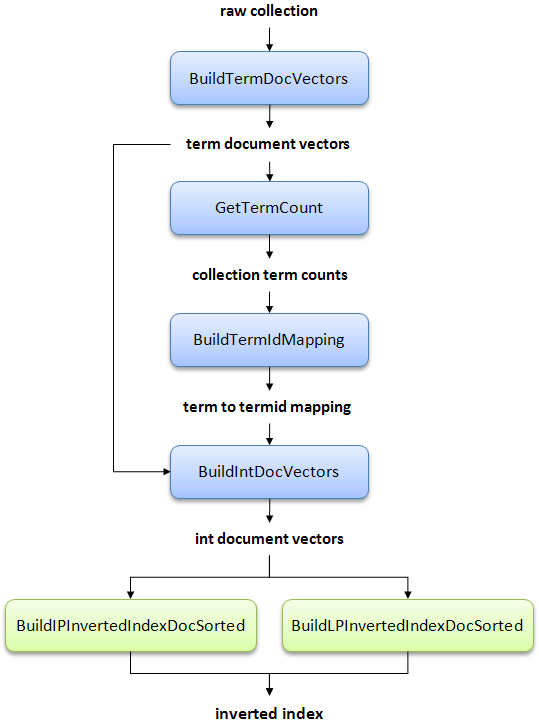 raw collection
BuildTermDocVectors
term document vectors
GetTermCount
collection term counts
BuildTermIdMapping
term to termid mapping
BuildIntDocVectors
int document vectors
BuildIPInvertedIndexDocSorted
BuildLPInvertedIndexDocSorted
inverted index